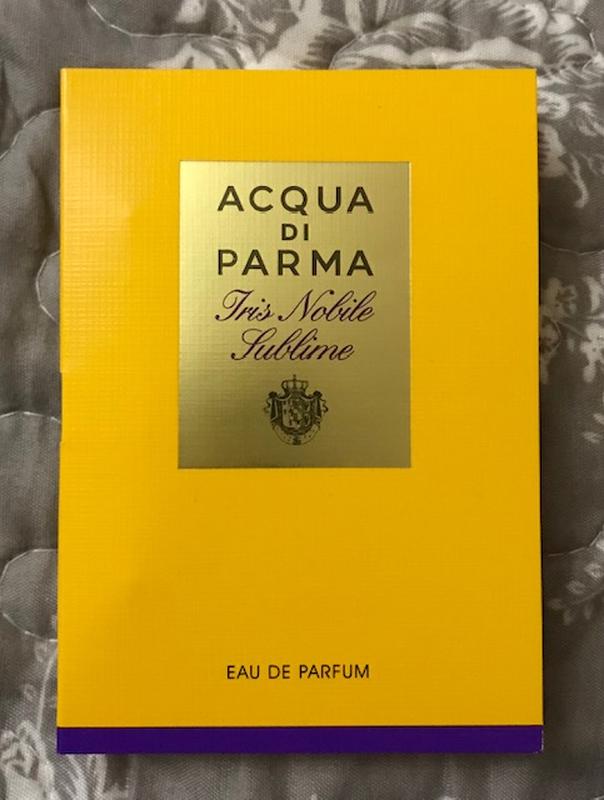 ACQUA
DI
PARMA
Iris Nobile
Sublime
EAU DE PARFUM